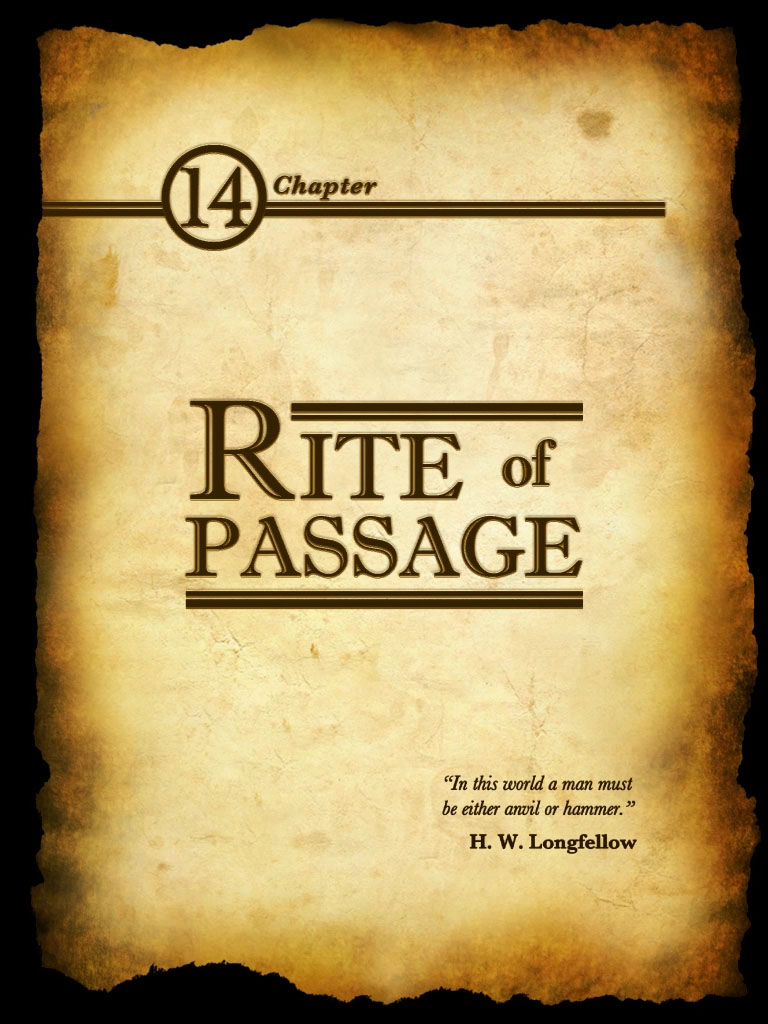 14 Chapter
RITE of
PASSAGE
“In this world a man must
be either anvil or hammer.”
H. W. Longfellow